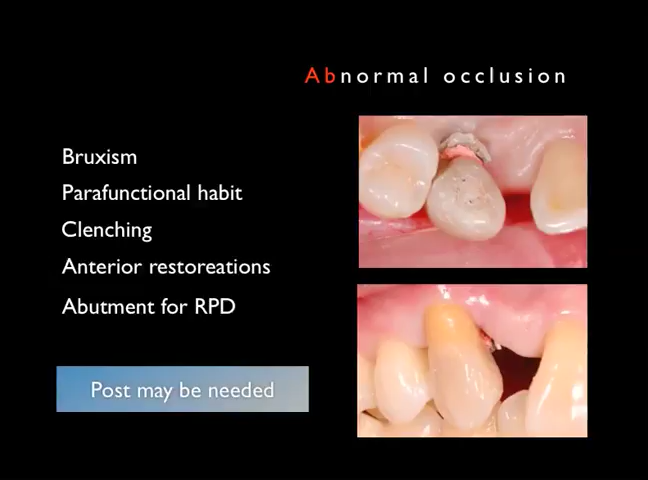 Abnormal occlusion
Bruxism
Parafunctional habit
Clenching
Anterior restoreations
Abutment for RPD
Post may be needed